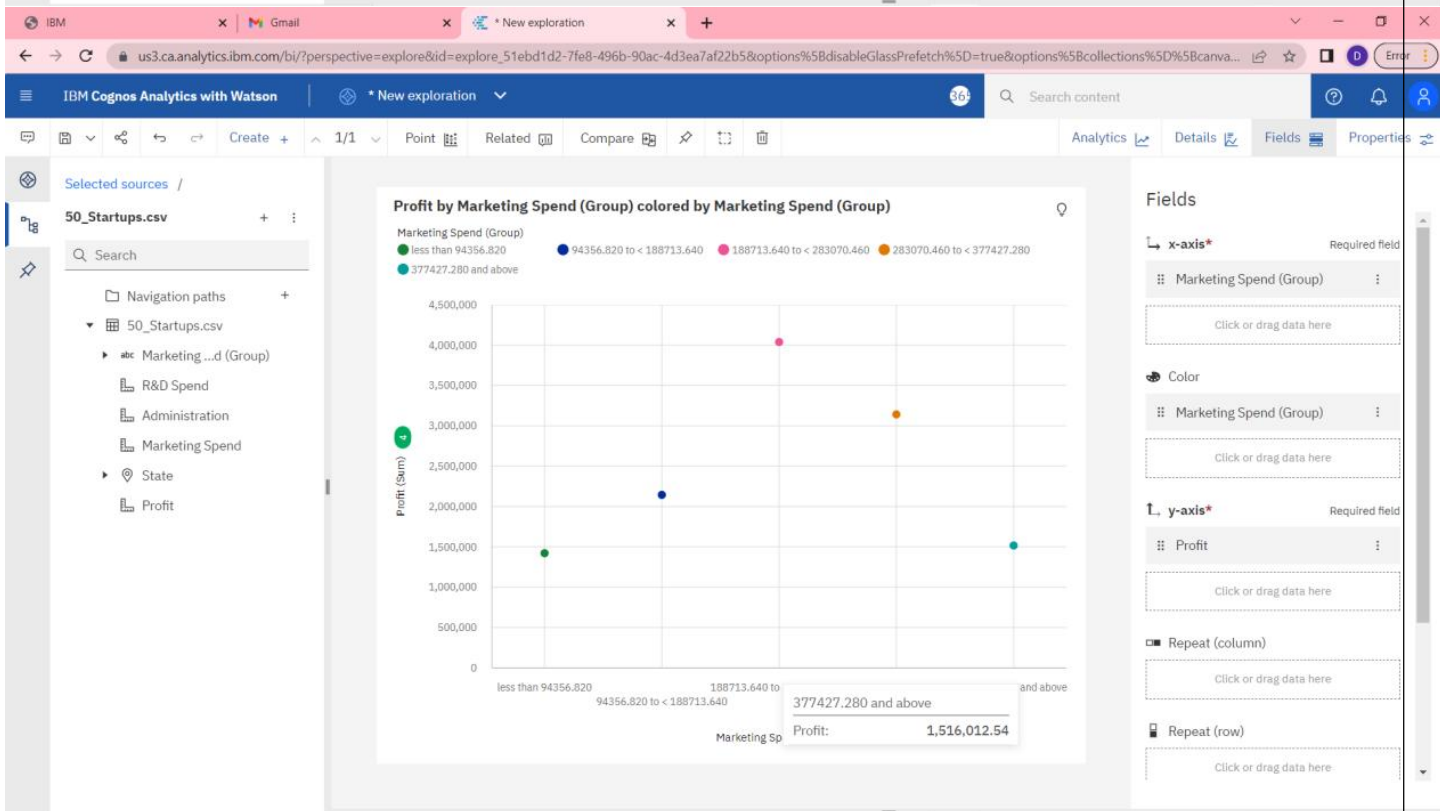 IBM
Gmail
* New exploration
us3.ca.analytics.ibm.com/bi/?perspective=explore&id=explore_51ebd1d2-7fe8-496b-90ac-4d3ea7af22b5&options%5BdisableGlassPrefetch%5D=true&options%5Bcollections%5D%5Bcanva...
D
Error
IBM Cognos Analytics with Watson
* New exploration
Search content
Create +
1/1
Point
Related
Compare
Analytics
Details
Fields
Properties
Selected sources /
50_Startups.csv
Search
Navigation paths
50_Startups.csv
abc Marketing ...d (Group)
R&D Spend
Administration
Marketing Spend
State
Profit
Profit by Marketing Spend (Group) colored by Marketing Spend (Group)
Marketing Spend (Group)
less than 94356.820
94356.820 to < 188713.640
188713.640 to < 283070.460
283070.460 to < 377427.280
377427.280 and above
4,500,000
4,000,000
3,500,000
3,000,000
2,500,000
2,000,000
1,500,000
1,000,000
500,000
0
4
Profit (Sum)
less than 94356.820
94356.820 to < 188713.640
188713.640 to
and above
Marketing Sp
377427.280 and above
Profit: 1,516,012.54
Fields
x-axis* Required field
Marketing Spend (Group)
Click or drag data here
Color
Marketing Spend (Group)
Click or drag data here
y-axis* Required field
Profit
Click or drag data here
Repeat (column)
Click or drag data here
Repeat (row)
Click or drag data here